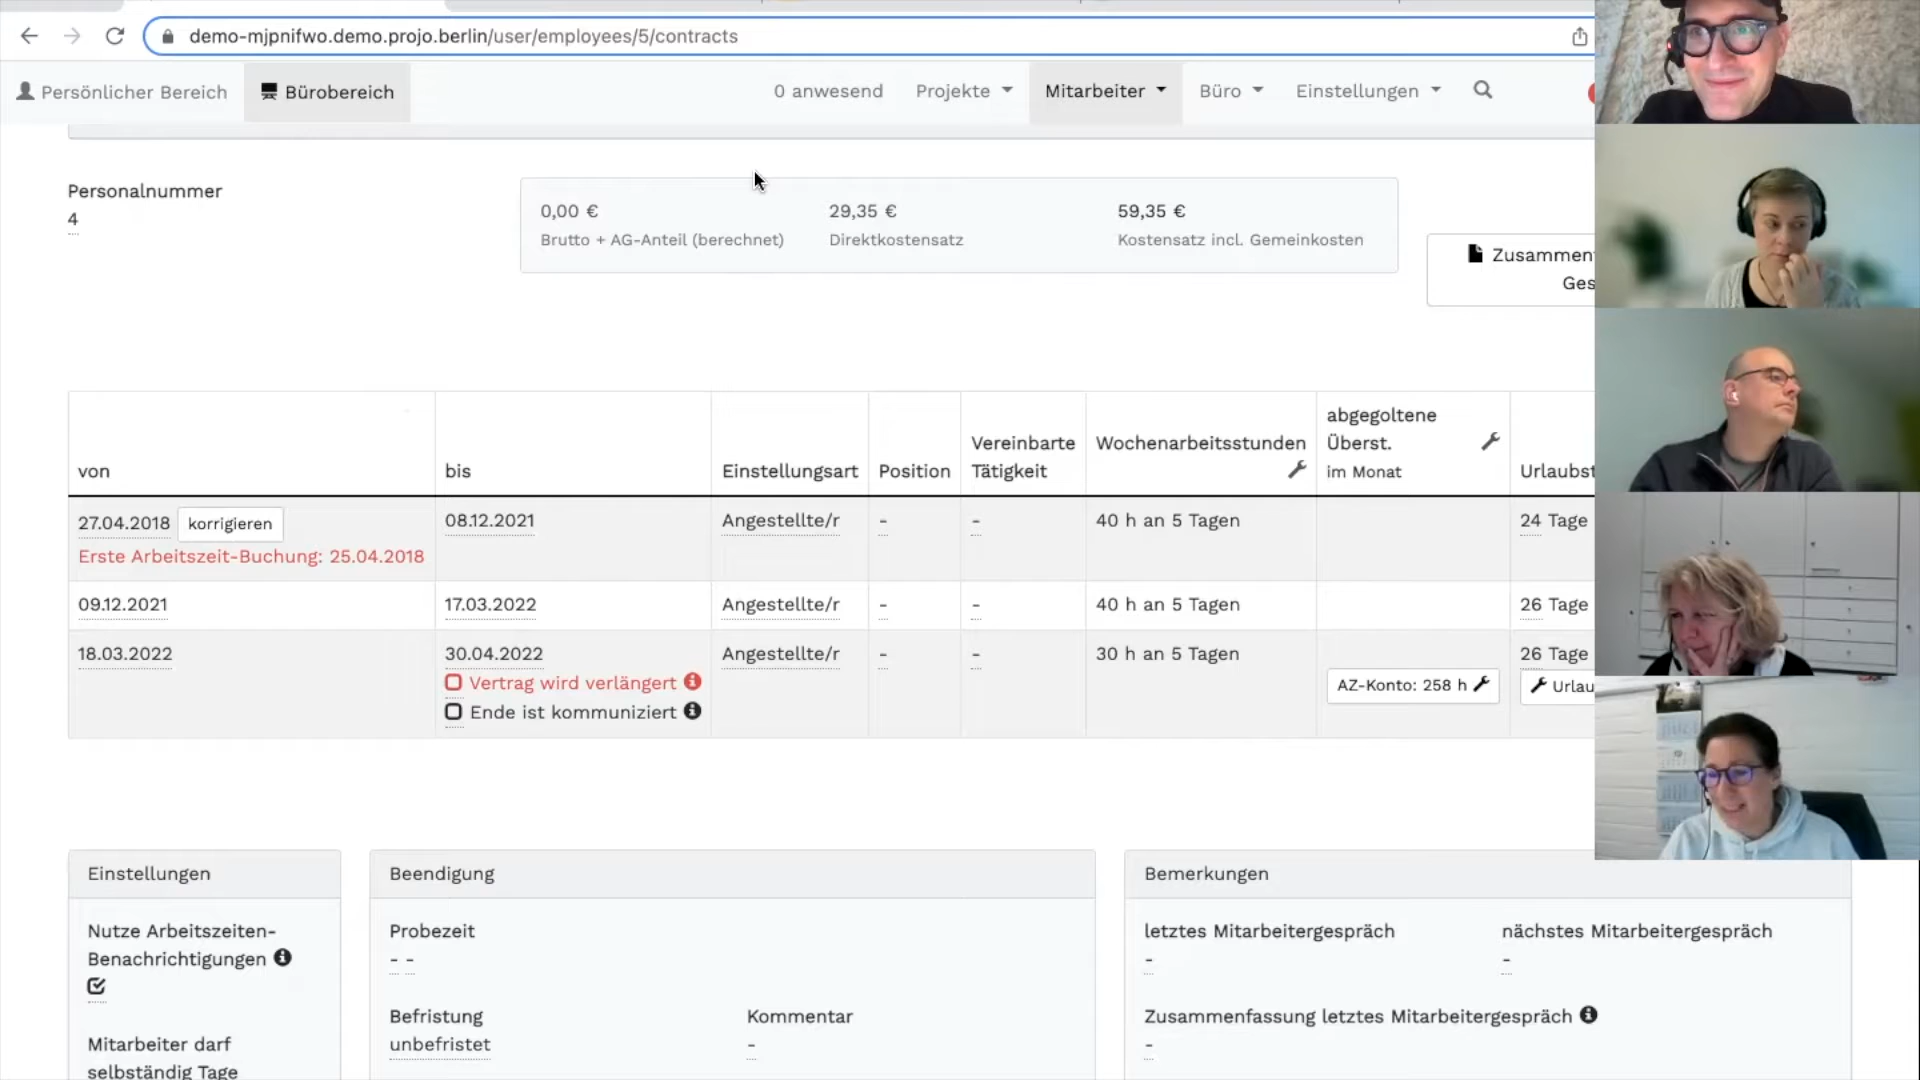 demo-mjpnifwo.demo.projo.berlin/user/employees/5/contracts
Persönlicher Bereich
Bürobereich
0 anwesend
Projekte
Mitarbeiter
Büro
Einstellungen
Personalnummer
4
0,00 €
Brutto + AG-Anteil (berechnet)
29,35 €
Direktkostensatz
59,35 €
Kostensatz incl. Gemeinkosten
Zusammen
Ges
von
bis
Einstellungsart
Position
Vereinbarte
Tätigkeit
Wochenarbeitsstunden
abgegoltene
Überst.
im Monat
Urlaubst
27.04.2018 korrigieren
Erste Arbeitszeit-Buchung: 25.04.2018
08.12.2021
Angestellte/r
-
-
40 h an 5 Tagen
24 Tage
09.12.2021
17.03.2022
Angestellte/r
-
-
40 h an 5 Tagen
26 Tage
18.03.2022
30.04.2022
Vertrag wird verlängert
Ende ist kommuniziert
Angestellte/r
-
-
30 h an 5 Tagen
AZ-Konto: 258 h
26 Tage
Urlau
Einstellungen
Nutze Arbeitszeiten-
Benachrichtigungen
Mitarbeiter darf
selbständig Tage
Beendigung
Probezeit
- -
Befristung
unbefristet
Kommentar
-
Bemerkungen
letztes Mitarbeitergespräch
-
nächstes Mitarbeitergespräch
-
Zusammenfassung letztes Mitarbeitergespräch
-